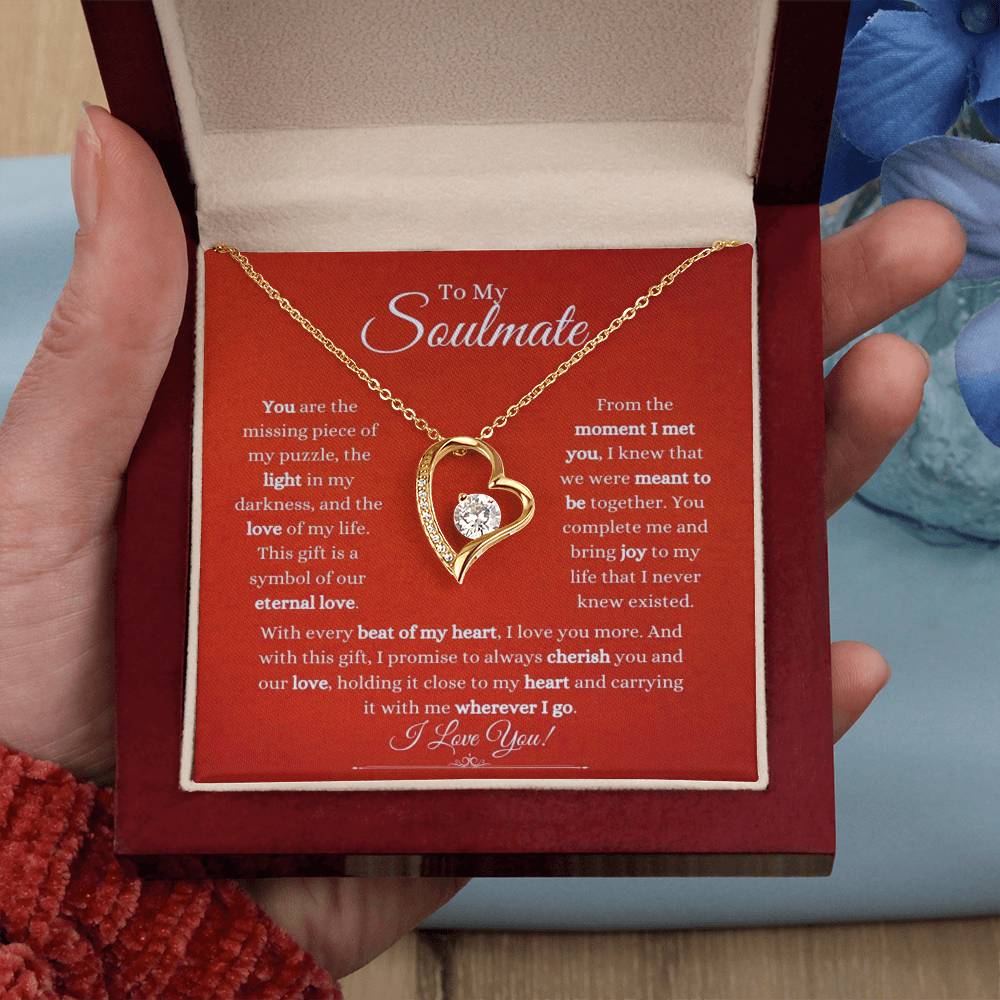 To My
Soulmate
You are the
missing piece of
my puzzle, the
light in my
darkness, and the
love of my life.
This gift is a
symbol of our
eternal love.
From the
moment I met
you, I knew that
we were meant to
be together. You
complete me and
bring joy to my
life that I never
knew existed.
With every beat of my heart, I love you more. And
with this gift, I promise to always cherish you and
our love, holding it close to my heart and carrying
it with me wherever I go.
I Love You!